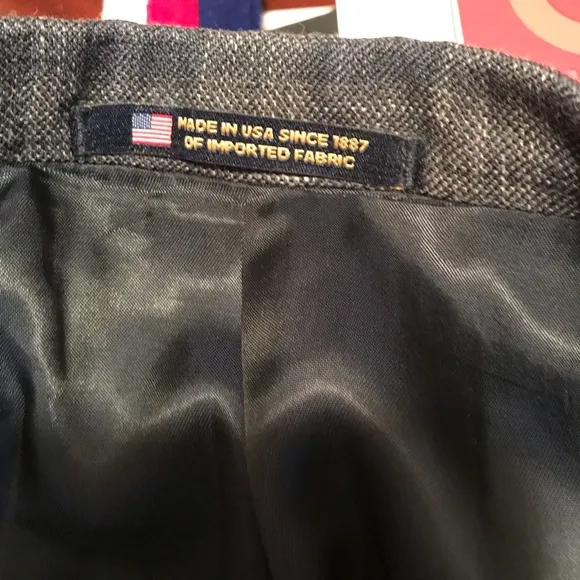 MADE IN USA SINCE 1887
OF IMPORTED FABRIC